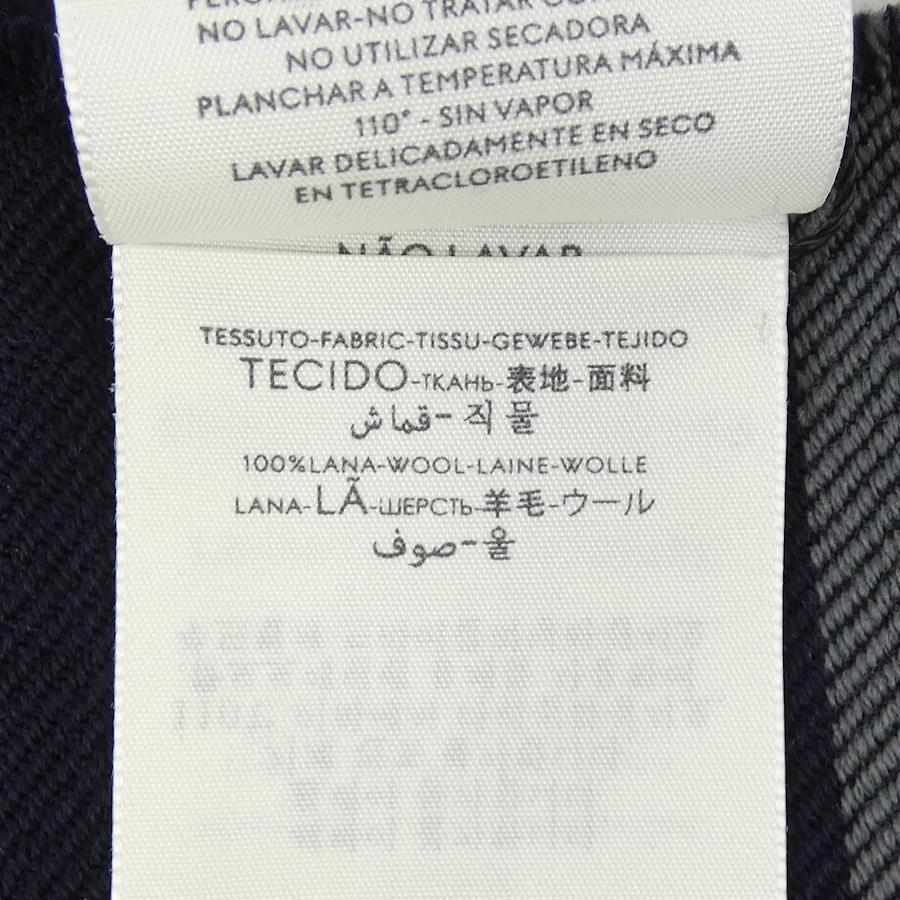 NO LAVAR-NO TRATAR
NO UTILIZAR SECADORA
PLANCHAR A TEMPERATURA MÁXIMA
110° - SIN VAPOR
LAVAR DELICADAMENTE EN SECO
EN TETRACLOROETILENO
NÃO LAVAR
TESSUTO-FABRIC-TISSU-GEWEBE-TEJIDO
TECIDO-ТКАНЬ-表地-面料
قماش-직물
100%LANA-WOOL-LAINE-WOLLE
LANA-LÃ-ШЕРСТЬ-羊毛-ウール
صوف-울